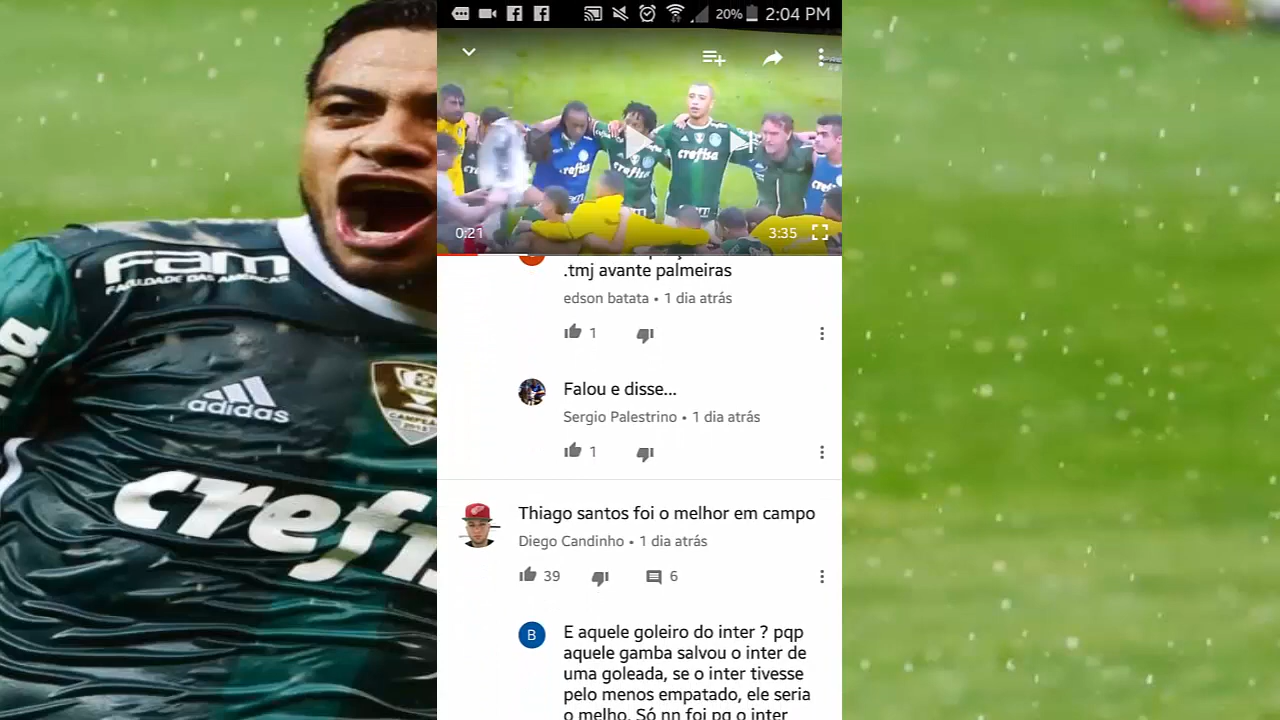 20% 2:04 PM
crefisa
crefisa
crefisa
crefisa
0:21
3:35
.tmj avante palmeiras
edson batata • 1 dia atrás
1
Falou e disse...
Sergio Palestrino • 1 dia atrás
1
Thiago santos foi o melhor em campo
Diego Candinho • 1 dia atrás
39 6
B
E aquele goleiro do inter ? pqp
aquele gamba salvou o inter de
uma goleada, se o inter tivesse
pelo menos empatado, ele seria
o melho. Só nn foi pq o inter
fam
FACULDADE DAS AMÉRICAS
adidas
crefi